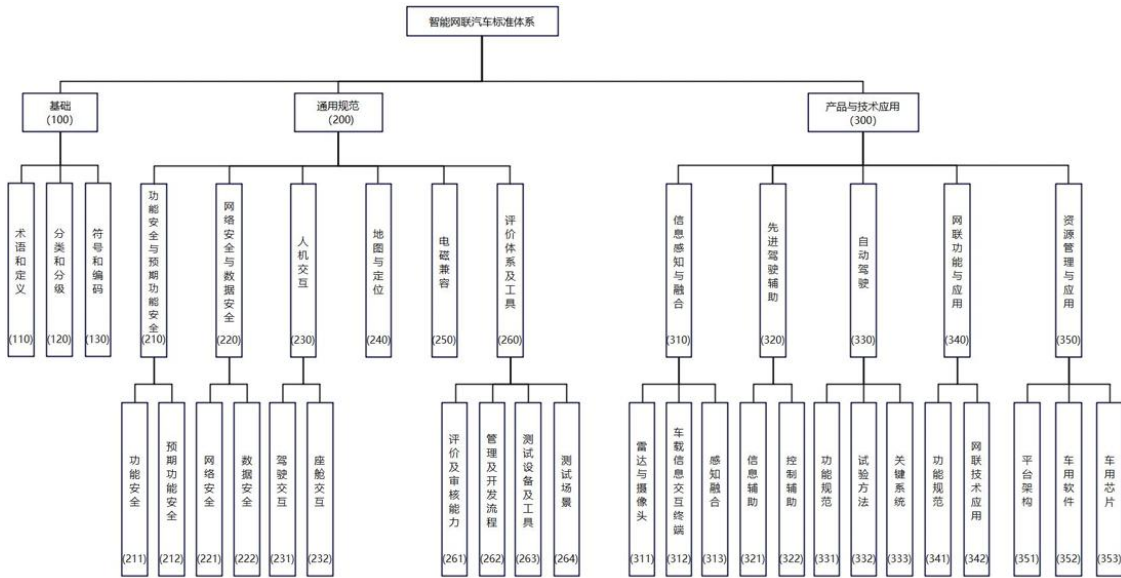 智能网联汽车标准体系
基础
(100)
通用规范
(200)
产品与技术应用
(300)
术语和定义
(110)
分类和分级
(120)
符号和编码
(130)
功能安全与预期功能安全
(210)
网络安全与数据安全
(220)
人机交互
(230)
地图与定位
(240)
电磁兼容
(250)
评价体系及工具
(260)
信息感知与融合
(310)
先进驾驶辅助
(320)
自动驾驶
(330)
网联功能与应用
(340)
资源管理与应用
(350)
功能安全
(211)
预期功能安全
(212)
网络安全
(221)
数据安全
(222)
驾驶交互
(231)
座舱交互
(232)
评价及审核能力
(261)
管理及开发流程
(262)
测试设备及工具
(263)
测试场景
(264)
雷达与摄像头
(311)
车载信息交互终端
(312)
感知融合
(313)
信息辅助
(321)
控制辅助
(322)
功能规范
(331)
试验方法
(332)
关键系统
(333)
功能规范
(341)
网联技术应用
(342)
平台架构
(351)
车用软件
(352)
车用芯片
(353)